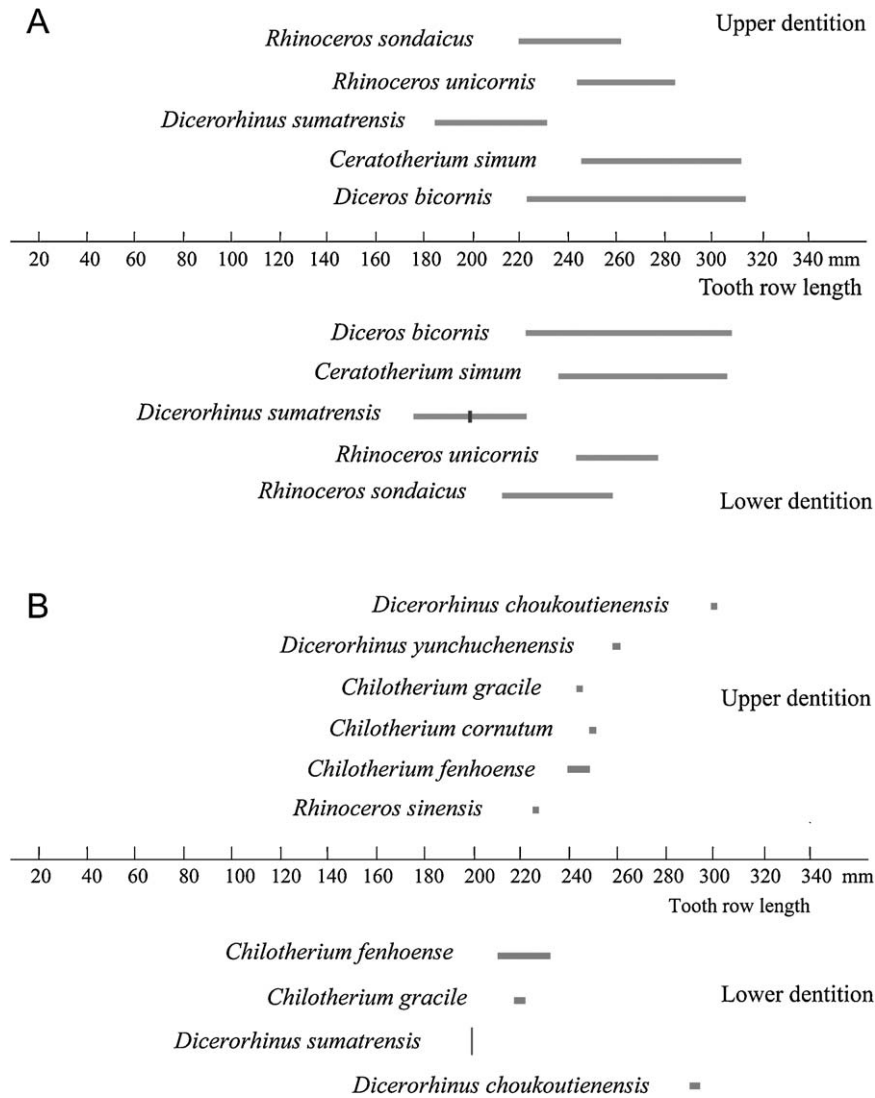 A
Upper dentition
Rhinoceros sondaicus
Rhinoceros unicornis
Dicerorhinus sumatrensis
Ceratotherium simum
Diceros bicornis
20 40 60 80 100 120 140 160 180 200 220 240 260 280 300 320 340 mm
Tooth row length
Diceros bicornis
Ceratotherium simum
Dicerorhinus sumatrensis
Rhinoceros unicornis
Rhinoceros sondaicus
Lower dentition
B
Dicerorhinus choukoutienensis
Dicerorhinus yunchuchenensis
Chilotherium gracile
Upper dentition
Chilotherium cornutum
Chilotherium fenhoense
Rhinoceros sinensis
20 40 60 80 100 120 140 160 180 200 220 240 260 280 300 320 340 mm
Tooth row length
Chilotherium fenhoense
Chilotherium gracile
Lower dentition
Dicerorhinus sumatrensis
Dicerorhinus choukoutienensis